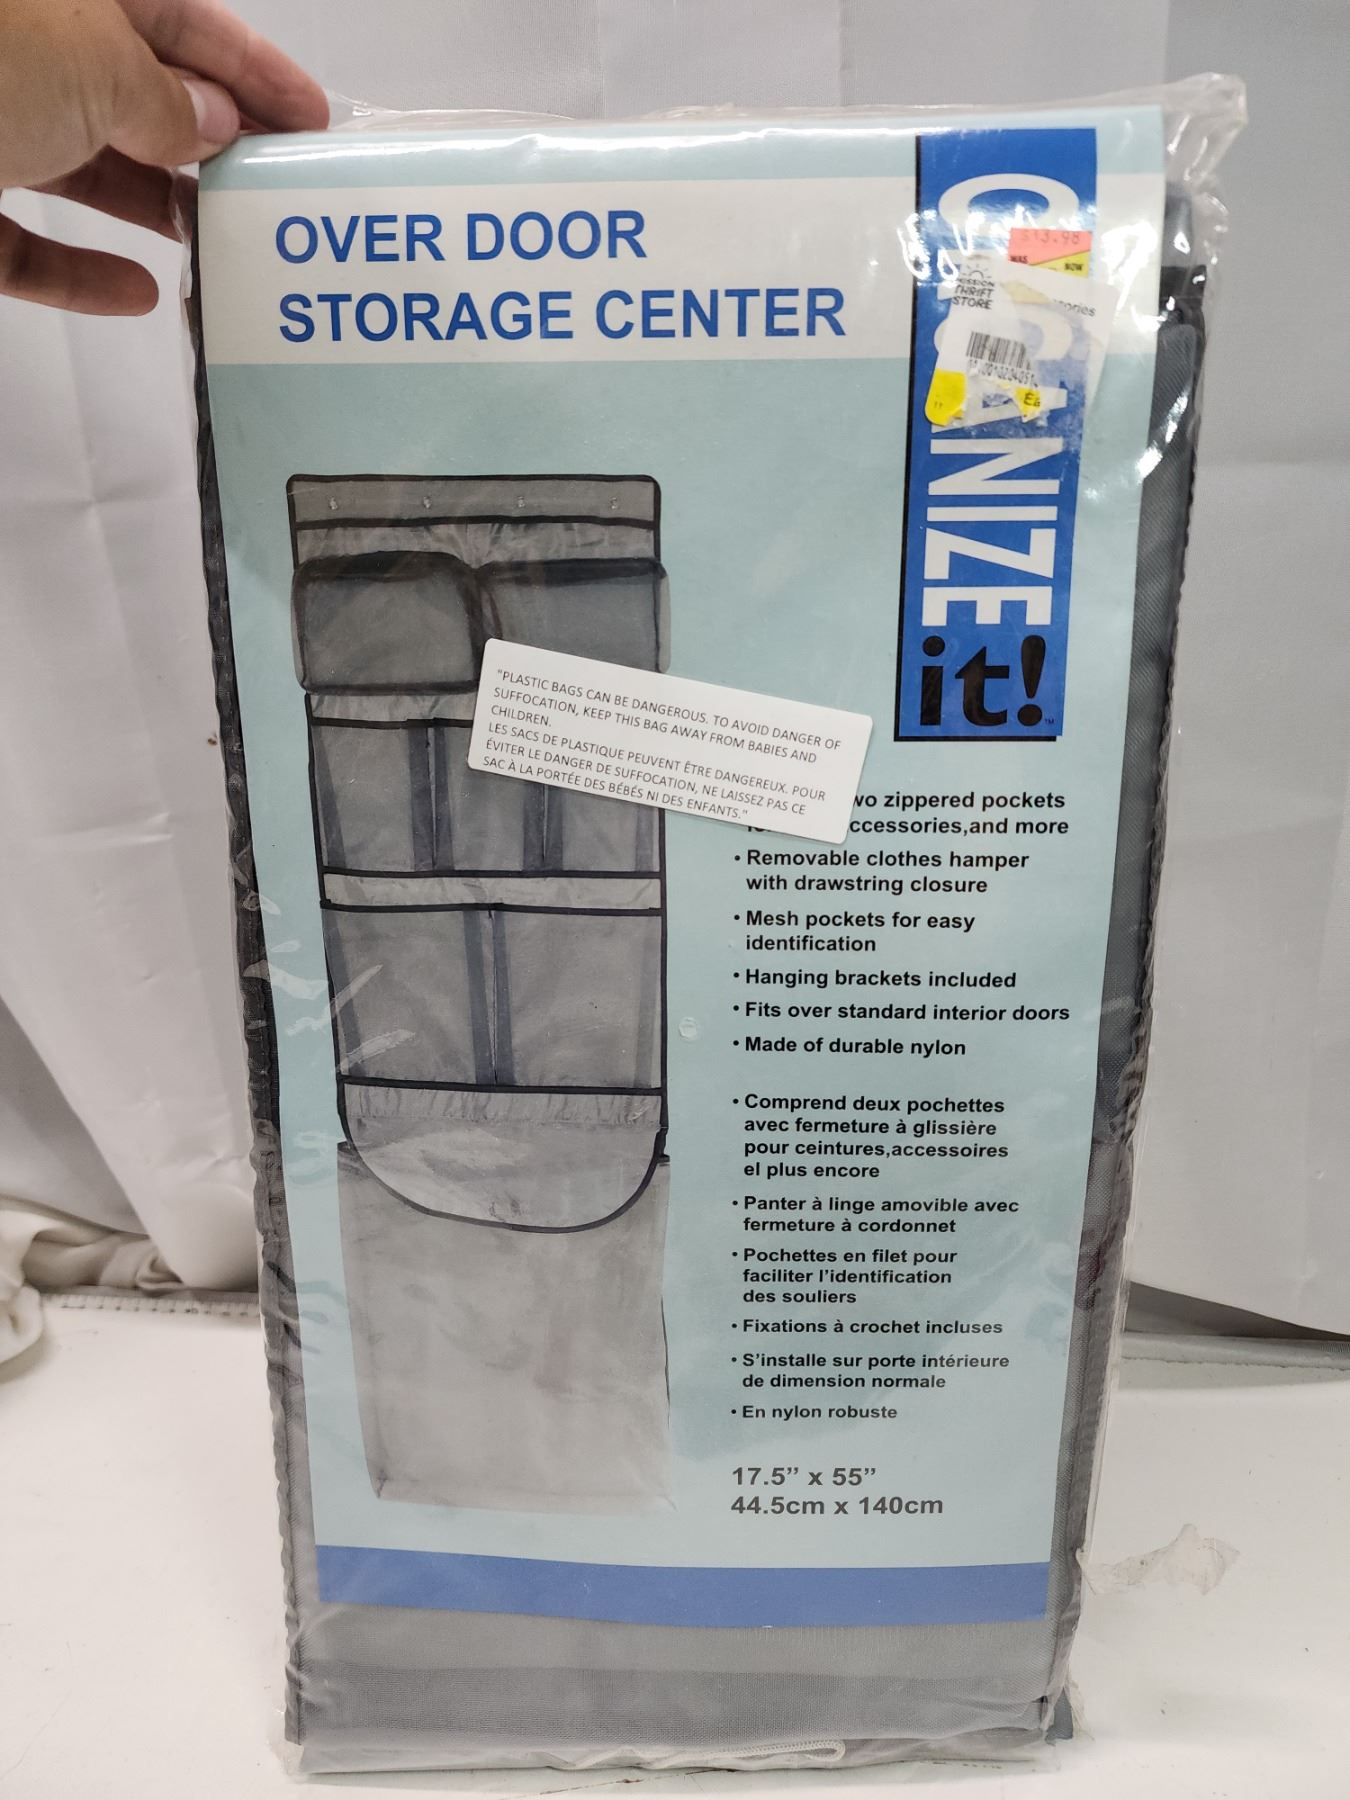 OVER DOOR
STORAGE CENTER
ORGANIZE
it!
TM
$13.98
WAS
NOW
MISSION
THRIFT
STORE
"PLASTIC BAGS CAN BE DANGEROUS. TO AVOID DANGER OF
SUFFOCATION, KEEP THIS BAG AWAY FROM BABIES AND
CHILDREN.
LES SACS DE PLASTIQUE PEUVENT ÊTRE DANGEREUX. POUR
ÉVITER LE DANGER DE SUFFOCATION, NE LAISSEZ PAS CE
SAC À LA PORTÉE DES BÉBÉS NI DES ENFANTS."
zippered pockets
and more
• Removable clothes hamper
with drawstring closure
• Mesh pockets for easy
identification
• Hanging brackets included
• Fits over standard interior doors
• Made of durable nylon
• Comprend deux pochettes
avec fermeture à glissière
pour ceintures,accessoires
el plus encore
• Panter à linge amovible avec
fermeture à cordonnet
• Pochettes en filet pour
faciliter l'identification
des souliers
• Fixations à crochet incluses
• S'installe sur porte intérieure
de dimension normale
• En nylon robuste
17.5" x 55"
44.5cm x 140cm